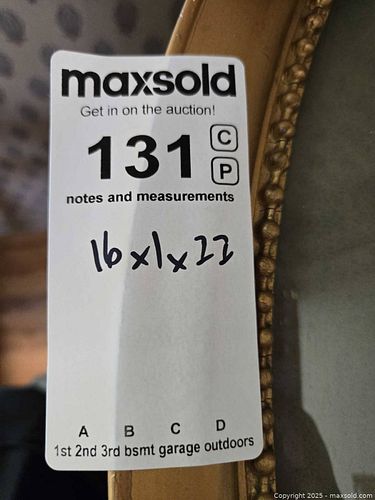 maxsold
Get in on the auction!
131 C
P
notes and measurements
16x1x22
A B C D
1st 2nd 3rd bsmt garage outdoors
Copyright 2025 - maxsold.com